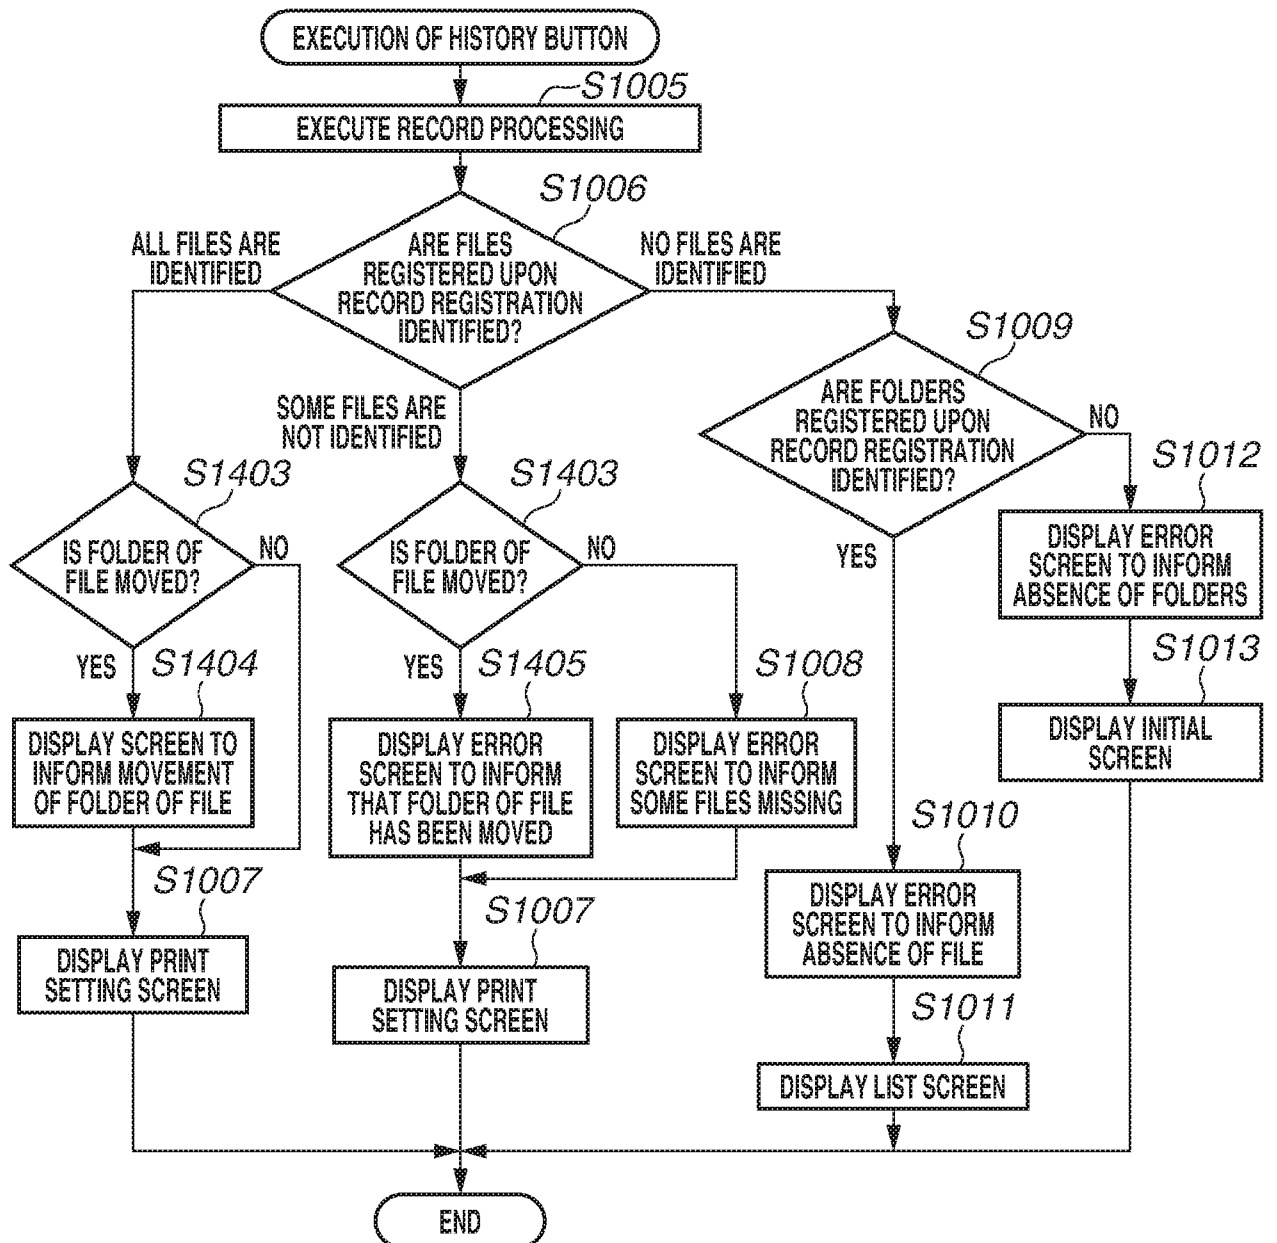 EXECUTION OF HISTORY BUTTON
S1005
EXECUTE RECORD PROCESSING
S1006
ARE FILES
REGISTERED UPON
RECORD REGISTRATION
IDENTIFIED?
ALL FILES ARE
IDENTIFIED
NO FILES ARE
IDENTIFIED
SOME FILES ARE
NOT IDENTIFIED
S1009
ARE FOLDERS
REGISTERED UPON
RECORD REGISTRATION
IDENTIFIED?
NO
YES
S1403
IS FOLDER OF
FILE MOVED?
NO
YES
S1403
IS FOLDER OF
FILE MOVED?
NO
YES
S1012
DISPLAY ERROR
SCREEN TO INFORM
ABSENCE OF FOLDERS
S1013
DISPLAY INITIAL
SCREEN
S1404
DISPLAY SCREEN TO
INFORM MOVEMENT
OF FOLDER OF FILE
S1405
DISPLAY ERROR
SCREEN TO INFORM
THAT FOLDER OF FILE
HAS BEEN MOVED
S1008
DISPLAY ERROR
SCREEN TO INFORM
SOME FILES MISSING
S1010
DISPLAY ERROR
SCREEN TO INFORM
ABSENCE OF FILE
S1007
DISPLAY PRINT
SETTING SCREEN
S1007
DISPLAY PRINT
SETTING SCREEN
S1011
DISPLAY LIST SCREEN
END